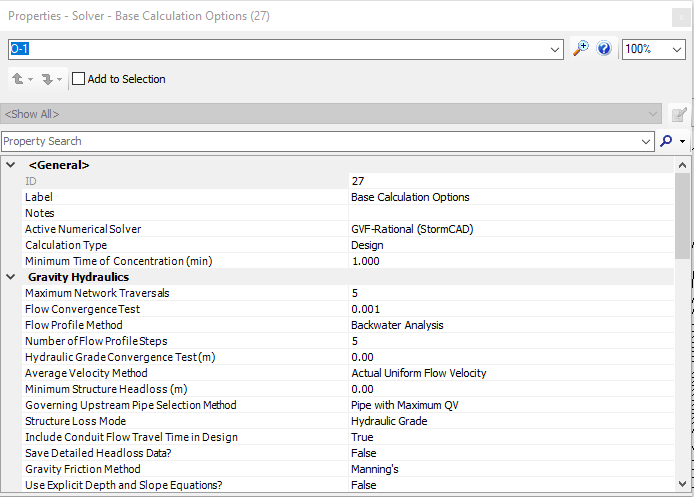 Properties - Solver - Base Calculation Options (27)
O-1
100%
Add to Selection
<Show All>
Property Search
<General>
ID 27
Label Base Calculation Options
Notes
Active Numerical Solver GVF-Rational (StormCAD)
Calculation Type Design
Minimum Time of Concentration (min) 1.000
Gravity Hydraulics
Maximum Network Traversals 5
Flow Convergence Test 0.001
Flow Profile Method Backwater Analysis
Number of Flow Profile Steps 5
Hydraulic Grade Convergence Test (m) 0.00
Average Velocity Method Actual Uniform Flow Velocity
Minimum Structure Headloss (m) 0.00
Governing Upstream Pipe Selection Method Pipe with Maximum QV
Structure Loss Mode Hydraulic Grade
Include Conduit Flow Travel Time in Design True
Save Detailed Headloss Data? False
Gravity Friction Method Manning's
Use Explicit Depth and Slope Equations? False